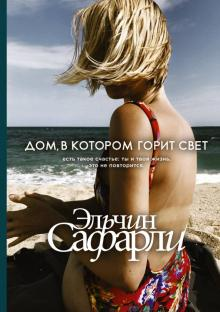 ДОМ, В КОТОРОМ ГОРИТ СВЕТ
есть такое счастье: ты и твоя жизнь.
это не повторится.
Эльчин
Сафарли